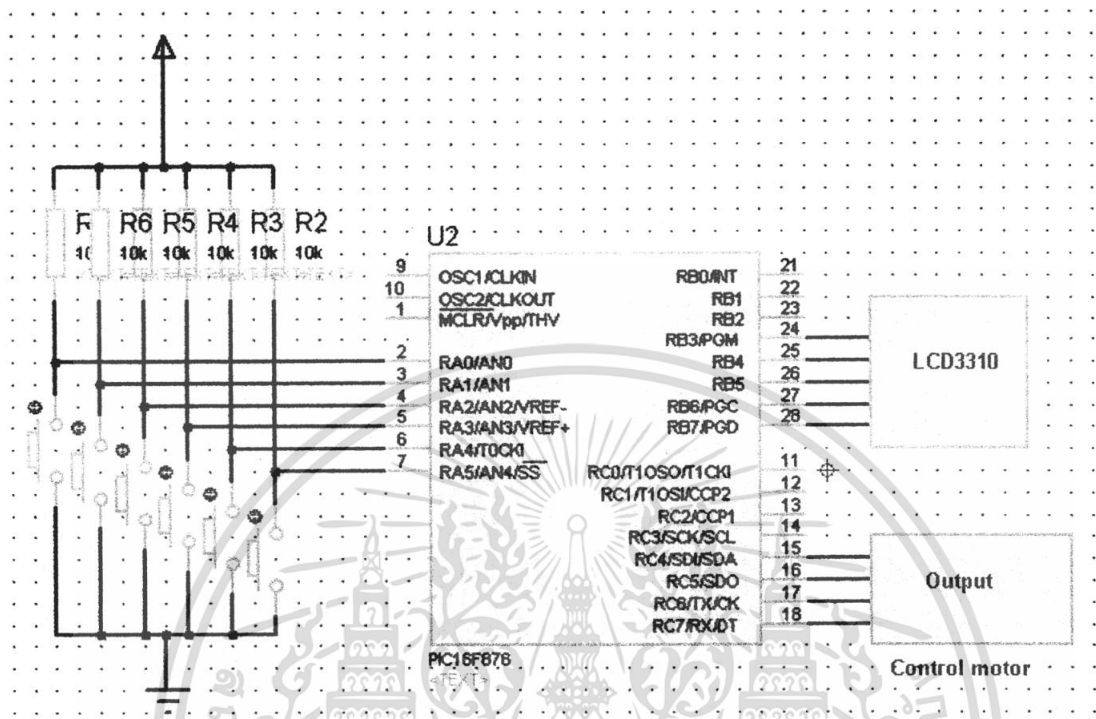 R R6 R5 R4 R3 R2
10k 10k 10k 10k 10k
U2
9 OSC1/CLKIN
10 OSC2/CLKOUT
1 MCLR/Vpp/THV
2 RA0/AN0
3 RA1/AN1
4 RA2/AN2/VREF-
5 RA3/AN3/VREF+
6 RA4/T0CKI
7 RA5/AN4/SS
RB0/INT 21
RB1 22
RB2 23
RB3/PGM 24
RB4 25
RB5 26
RB6/PGC 27
RB7/PGD 28
RC0/T1OSO/T1CKI 11
RC1/T1OSI/CCP2 12
RC2/CCP1 13
RC3/SCK/SCL 14
RC4/SDI/SDA 15
RC5/SDO 16
RC6/TX/CK 17
RC7/RX/DT 18
PIC16F876
<TEXT>
LCD3310
Output
Control motor